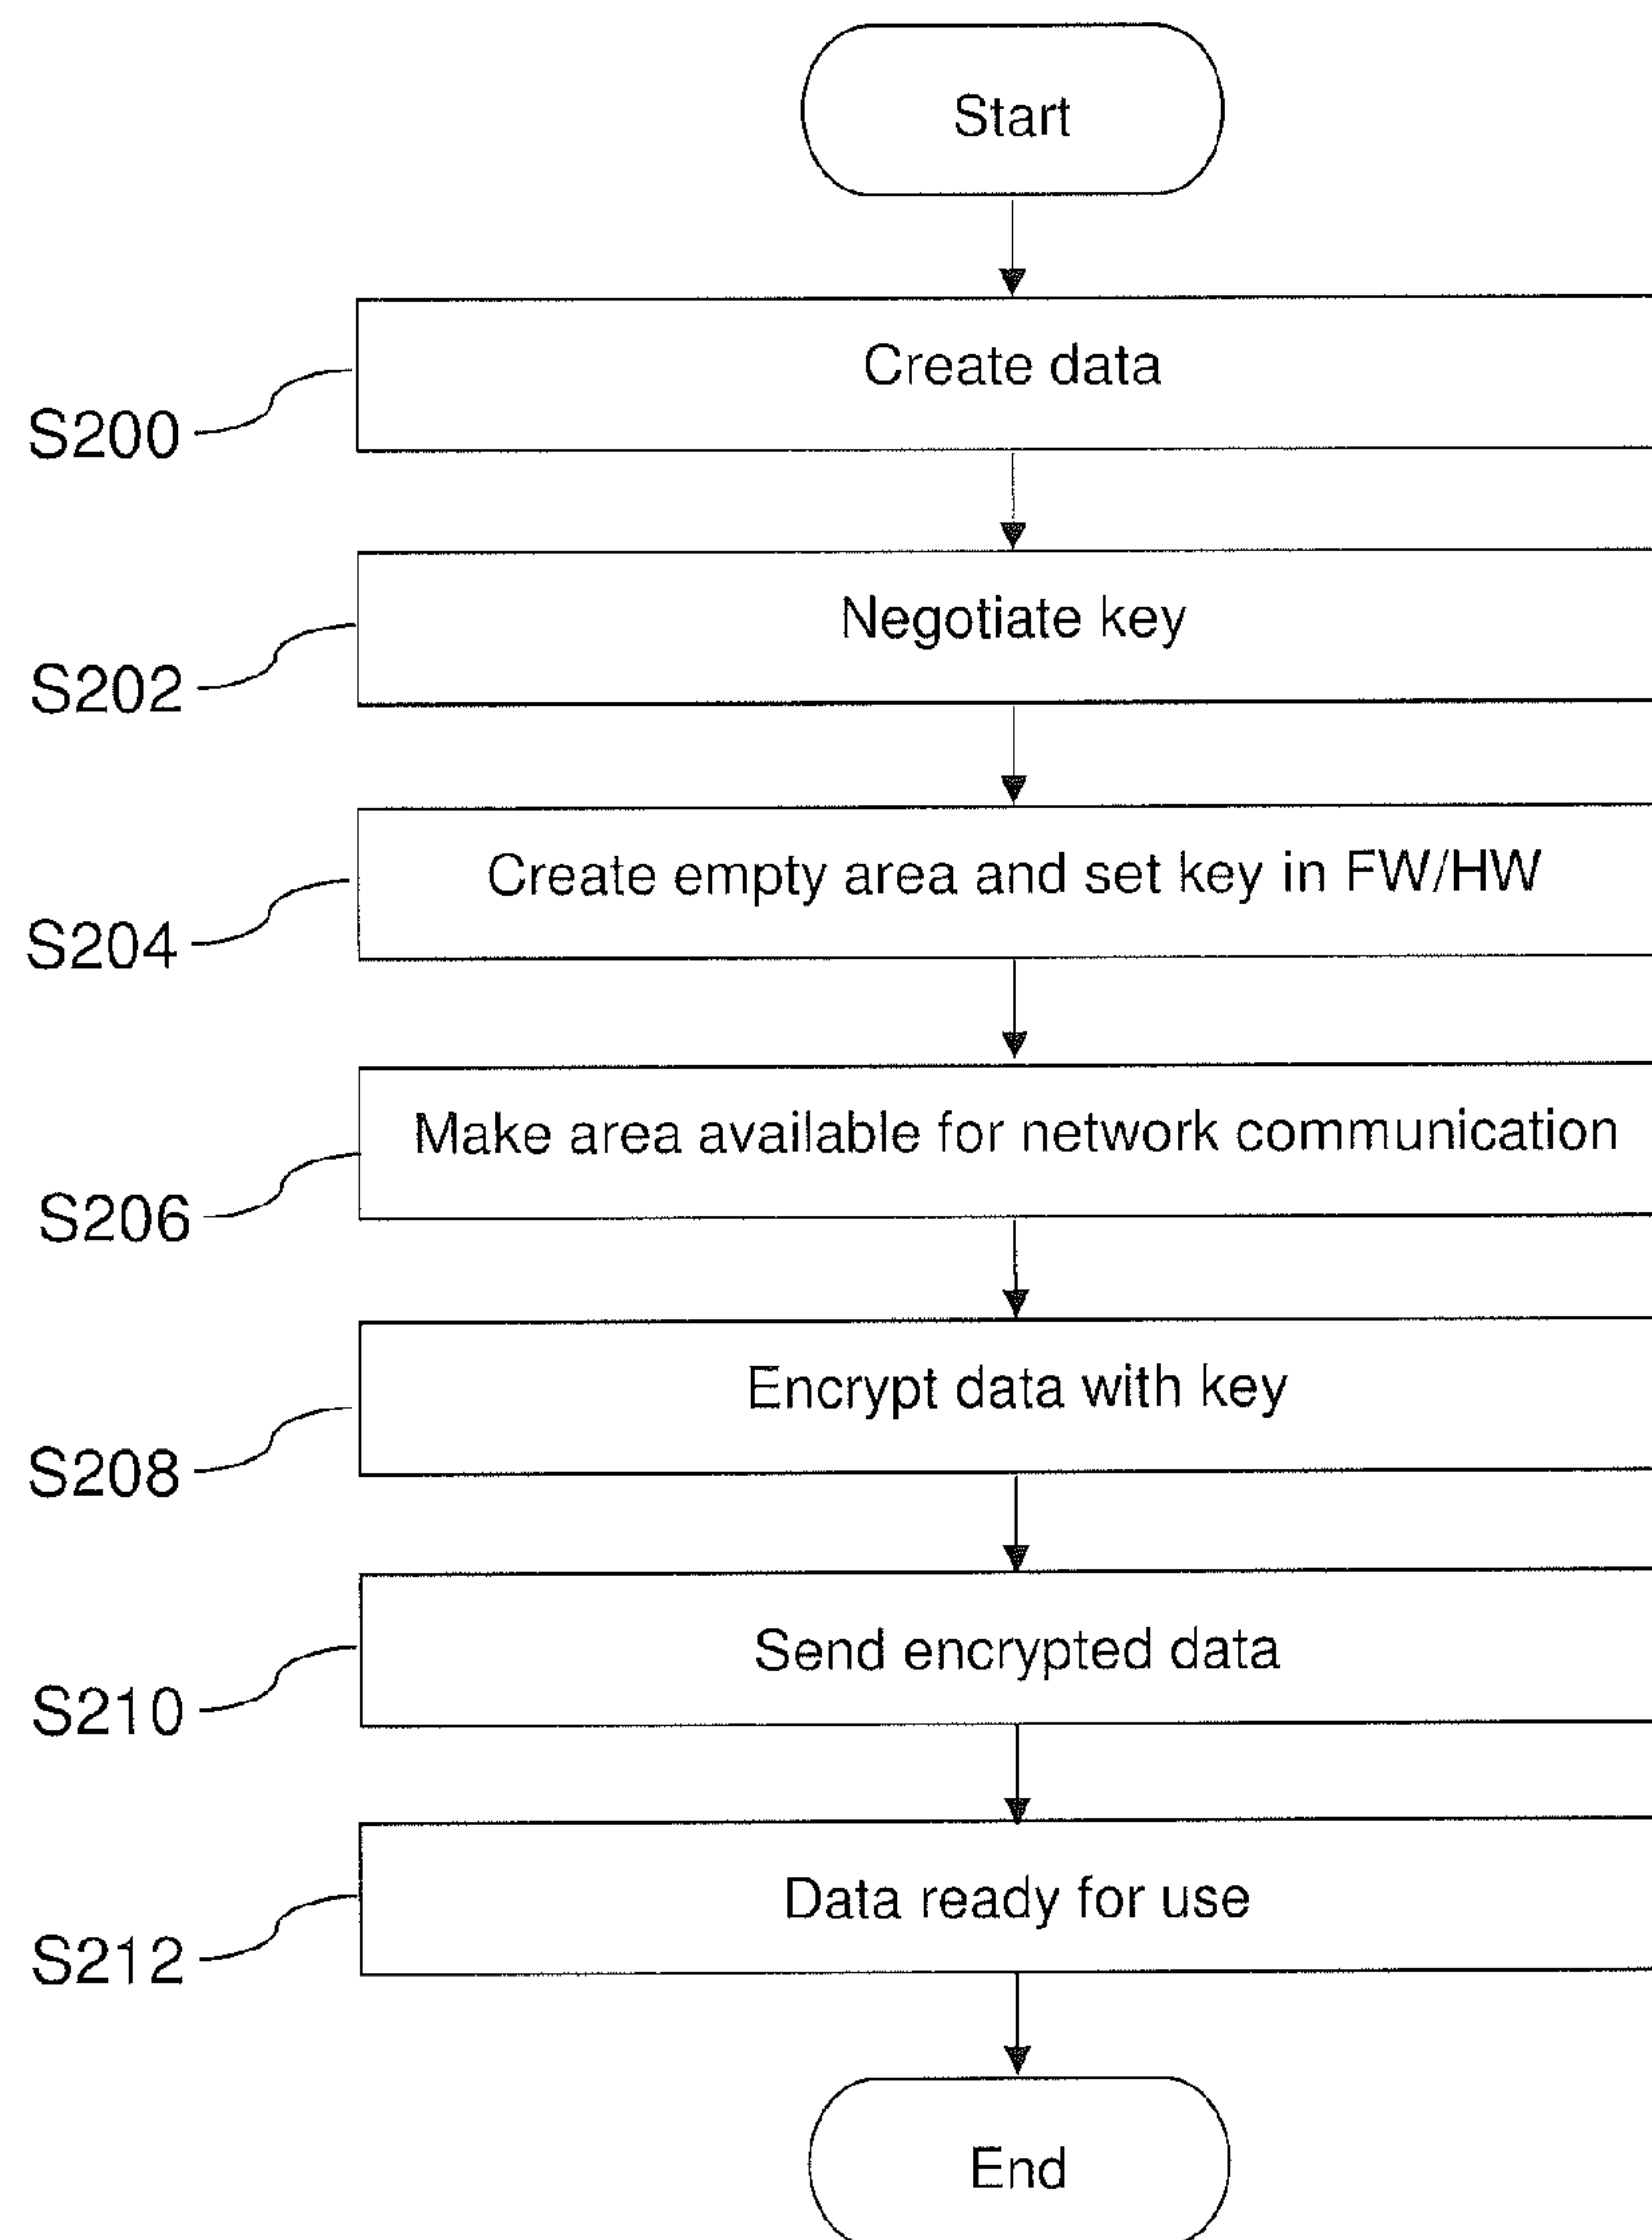 Start
Create data
S200
Negotiate key
S202
Create empty area and set key in FW/HW
S204
Make area available for network communication
S206
Encrypt data with key
S208
Send encrypted data
S210
Data ready for use
S212
End